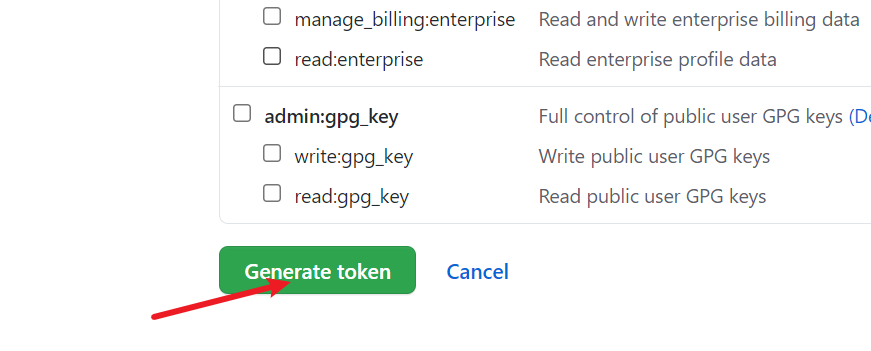 manage_billing:enterprise Read and write enterprise billing data
read:enterprise Read enterprise profile data
admin:gpg_key Full control of public user GPG keys (De
write:gpg_key Write public user GPG keys
read:gpg_key Read public user GPG keys
Generate token Cancel